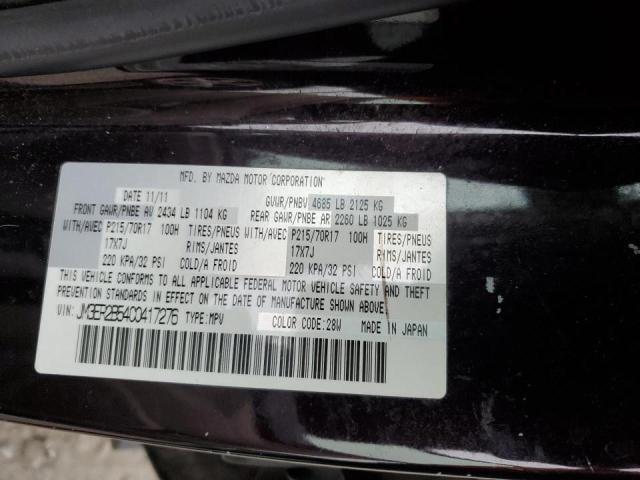 MFD. BY MAZDA MOTOR CORPORATION
DATE 11/11 GVWR/PNBV 4685 LB 2125 KG
FRONT GAWR/PNBE AV 2434 LB 1104 KG REAR GAWR/PNBE AR 2260 LB 1025 KG
WITH/AVEC P215/70R17 100H TIRES/PNEUS WITH/AVEC P215/70R17 100H TIRES/PNEUS
17X7J RIMS/JANTES 17X7J RIMS/JANTES
220 KPA/32 PSI COLD/A FROID 220 KPA/32 PSI COLD/A FROID
THIS VEHICLE CONFORMS TO ALL APPLICABLE FEDERAL MOTOR VEHICLE SAFETY AND THEFT
PREVENTION STANDARDS IN EFFECT ON THE DATE OF MANUFACTURE SHOWN ABOVE.
VIN: JM3ER2B54C0417276 TYPE: MPV COLOR CODE: 28W MADE IN JAPAN